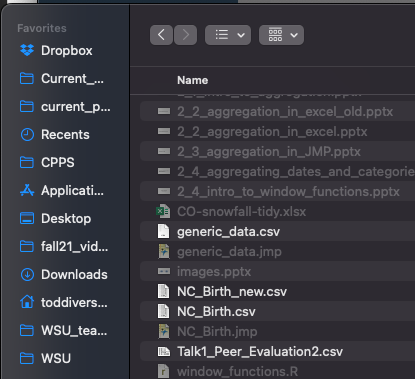 Favorites
Dropbox
Current_...
current_p...
Recents
CPPS
Applicati...
Desktop
fall21_vid...
Downloads
toddivers...
WSU_tea...
WSU
Name
2_1_intro_to_aggregation.pptx
2_2_aggregation_in_excel_old.pptx
2_2_aggregation_in_excel.pptx
2_3_aggregation_in_JMP.pptx
2_4_aggregating_dates_and_categorie
2_4_intro_to_window_functions.pptx
CO-snowfall-tidy.xlsx
generic_data.csv
generic_data.jmp
images.pptx
NC_Birth_new.csv
NC_Birth.csv
NC_Birth.jmp
Talk1_Peer_Evaluation2.csv
window_functions.R